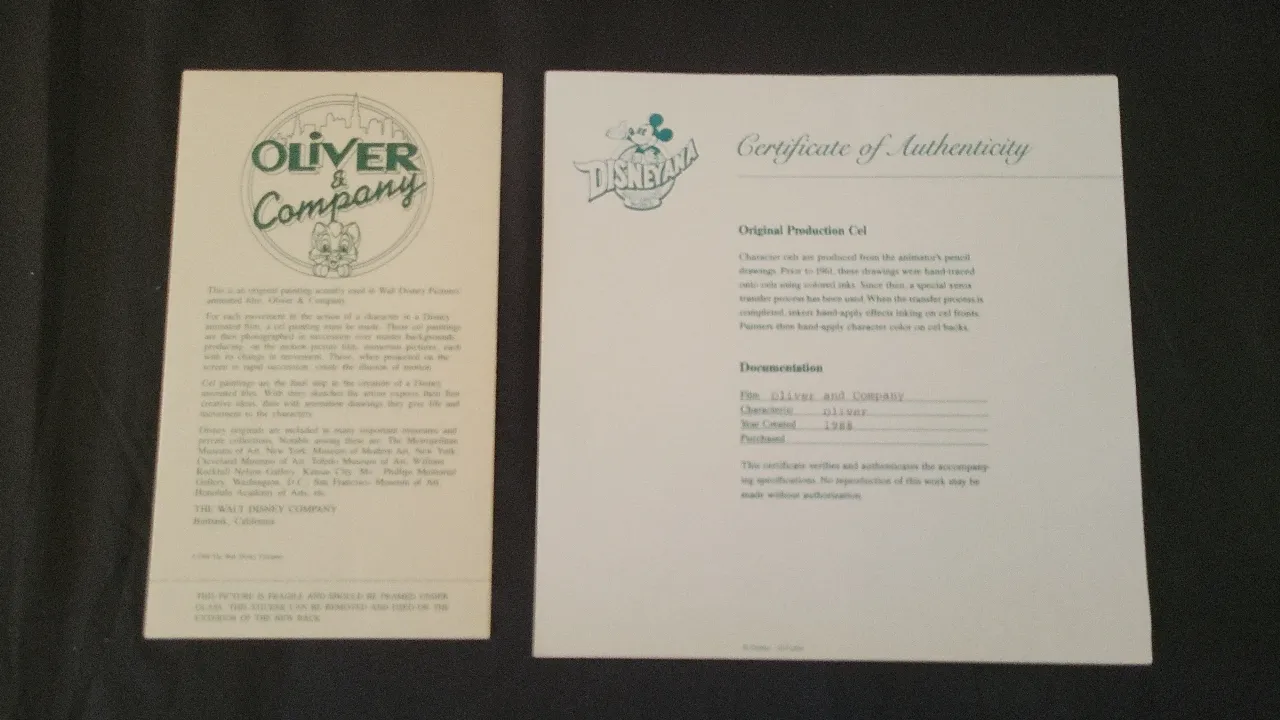 OLIVER
&
Company
This is an original painting actually used in Walt Disney Pictures
animated film, Oliver & Company.
For each movement in the action of a character in a Disney
animated film, a cel painting must be made. These cel paintings
are then photographed in succession over master backgrounds,
producing, on the motion picture film, numerous pictures, each
with its change in movement. These, when projected on the
screen in rapid succession, create the illusion of motion.
Cel paintings are the final step in the creation of a Disney
animated film. With story sketches the artists express their first
creative ideas, then with animation drawings they give life and
movement to the characters.
Disney originals are included in many important museums and
private collections. Notable among these are: The Metropolitan
Museum of Art, New York; Museum of Modern Art, New York;
Cleveland Museum of Art; Toledo Museum of Art; William
Rockhill Nelson Gallery, Kansas City, Mo.; Phillips Memorial
Gallery, Washington, D.C.; San Francisco Museum of Art;
Honolulu Academy of Arts, etc.
THE WALT DISNEY COMPANY
Burbank, California
The Walt Disney Company
THIS PICTURE IS FRAGILE AND SHOULD BE FRAMED UNDER
GLASS. THIS STICKER CAN BE REMOVED AND USED ON THE
EXTERIOR OF THE NEW BACK.
DISNEYANA
Certificate of Authenticity
Original Production Cel
Character cels are produced from the animator's pencil
drawings. Prior to 1961, these drawings were hand-traced
onto cels using colored inks. Since then, a special xerox
transfer process has been used. When the transfer process is
completed, inkers hand-apply effects inking on cel fronts.
Painters then hand-apply character color on cel backs.
Documentation
Film Oliver and Company
Character(s) Oliver
Year Created 1988
Purchased
This certificate verifies and authenticates the accompany-
ing specifications. No reproduction of this work may be
made without authorization.